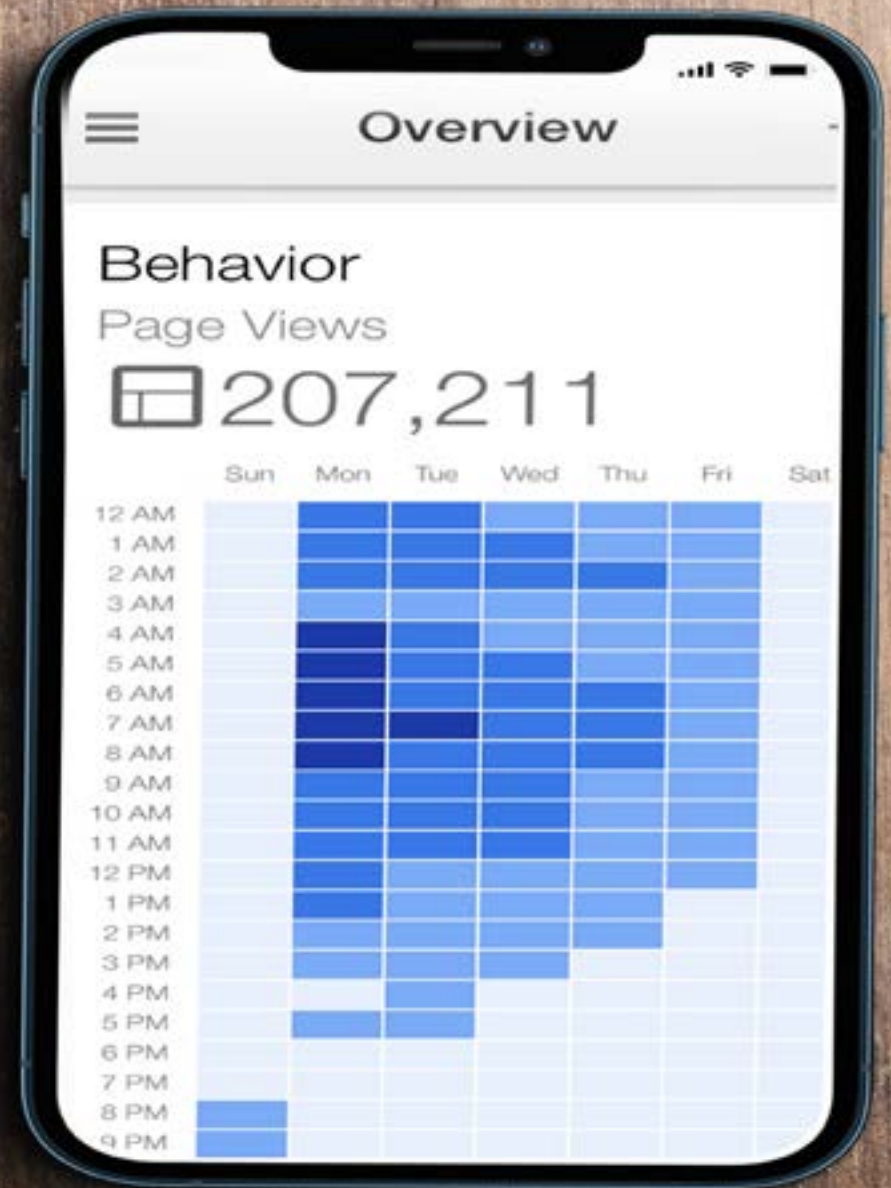 Overview
Behavior
Page Views
207,211
Sun Mon Tue Wed Thu Fri Sat
12 AM
1 AM
2 AM
3 AM
4 AM
5 AM
6 AM
7 AM
8 AM
9 AM
10 AM
11 AM
12 PM
1 PM
2 PM
3 PM
4 PM
5 PM
6 PM
7 PM
8 PM
9 PM